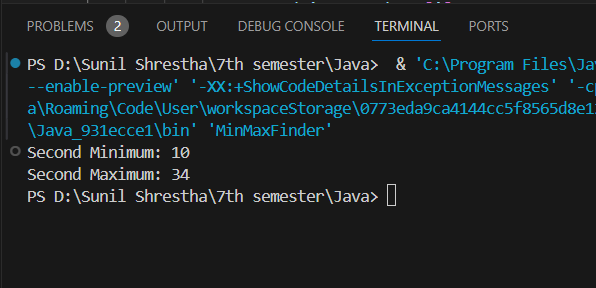 PROBLEMS 2 OUTPUT DEBUG CONSOLE TERMINAL PORTS
PS D:\Sunil Shrestha\7th semester\Java>  & 'C:\Program Files\Jav
--enable-preview' '-XX:+ShowCodeDetailsInExceptionMessages' '-cp
a\Roaming\Code\User\workspaceStorage\0773eda9ca4144cc5f8565d8e1
\Java_931ecce1\bin' 'MinMaxFinder'
Second Minimum: 10
Second Maximum: 34
PS D:\Sunil Shrestha\7th semester\Java>